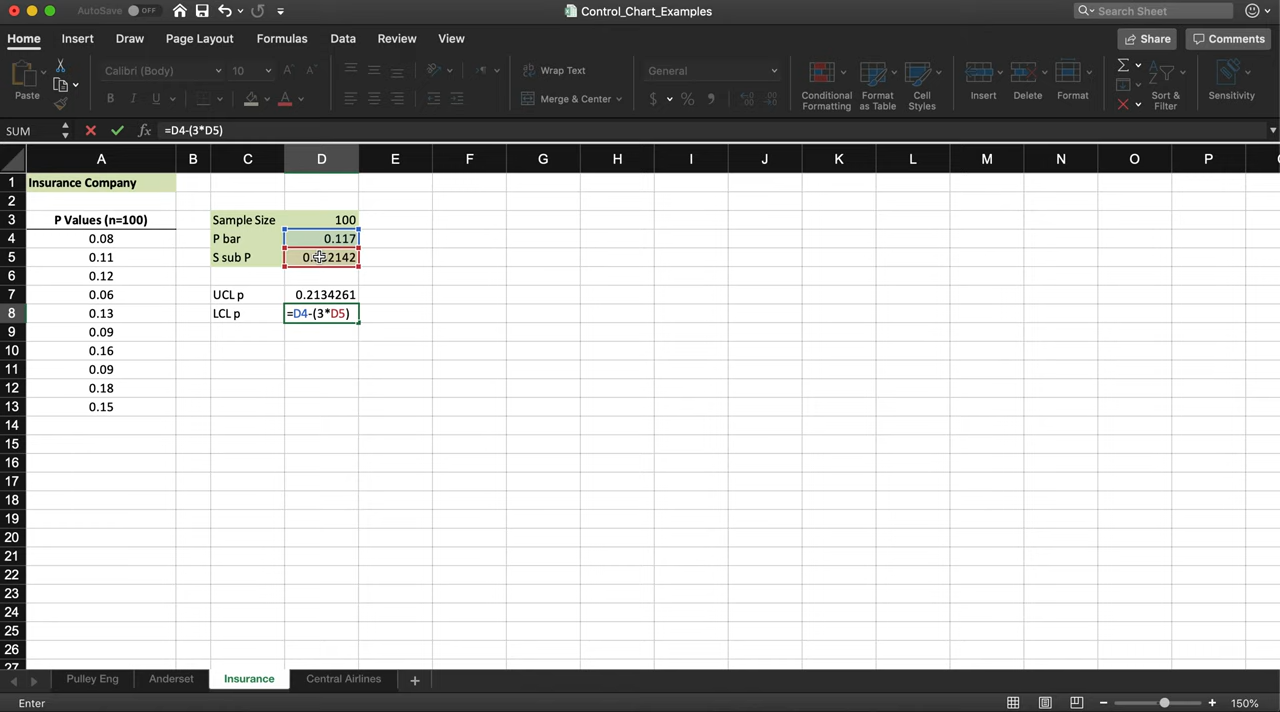 AutoSave OFF
Control_Chart_Examples
Search Sheet
Home Insert Draw Page Layout Formulas Data Review View
Share Comments
Paste
Calibri (Body) 10
B I U
Wrap Text
Merge & Center
General
$ % 9
Conditional Formatting
Format as Table
Cell Styles
Insert
Delete
Format
Sort & Filter
Sensitivity
SUM fx =D4-(3*D5)
A B C D E F G H I J K L M N O P
1 Insurance Company
2
3 P Values (n=100) Sample Size 100
4 0.08 P bar 0.117
5 0.11 S sub P
6 0.12
7 0.06 UCL p 0.2134261
8 0.13 LCL p =D4-(3*D5)
9 0.09
10 0.16
11 0.09
12 0.18
13 0.15
14
15
16
17
18
19
20
21
22
23
24
25
26
27
Pulley Eng Anderset Insurance Central Airlines +
Enter
150%